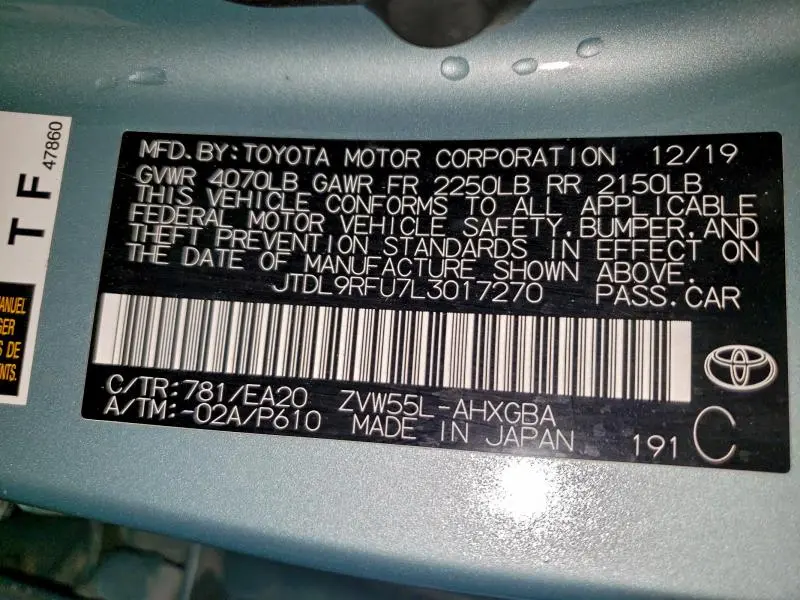 MFD.BY:TOYOTA MOTOR CORPORATION 12/19
GVWR 4070LB GAWR FR 2250LB RR 2150LB
THIS VEHICLE CONFORMS TO ALL APPLICABLE
FEDERAL MOTOR VEHICLE SAFETY,BUMPER,AND
THEFT PREVENTION STANDARDS IN EFFECT ON
THE DATE OF MANUFACTURE SHOWN ABOVE.
JTDL9RFU7L3017270 PASS.CAR
C/TR:781/EA20 ZVW55L-AHXGBA
A/TM:-02A/P610 MADE IN JAPAN 191 C
T F
47860
MANUEL
DE